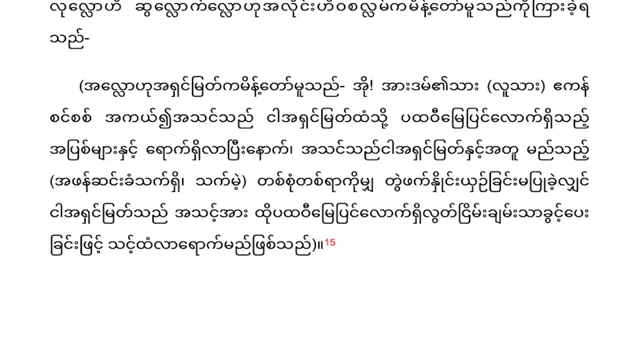 လုလ္လောဟိ ဆွလ္လောက်လ္လောဟုအလိုင်းဟိဝစလ္လမ်ကမိန့်တော်မူသည်ကိုကြားခဲ့ရ
သည်-
(အလ္လောဟုအရှင်မြတ်ကမိန့်တော်မူသည်- အို! အားဒမ်၏သား (လူသား) ဧကန်
စင်စစ် အကယ်၍အသင်သည် ငါအရှင်မြတ်ထံသို့ ပထဝီမြေပြင်လောက်ရှိသည့်
အပြစ်များနှင့် ရောက်ရှိလာပြီးနောက်၊ အသင်သည်ငါအရှင်မြတ်နှင့်အတူ မည်သည့်
(အဖန်ဆင်းခံသက်ရှိ၊ သက်မဲ့) တစ်စုံတစ်ရာကိုမျှ တွဲဖက်နှိုင်းယှဉ်ခြင်းမပြုခဲ့လျှင်
ငါအရှင်မြတ်သည် အသင့်အား ထိုပထဝီမြေပြင်လောက်ရှိလွတ်ငြိမ်းချမ်းသာခွင့်ပေး
ခြင်းဖြင့် သင့်ထံလာရောက်မည်ဖြစ်သည်)။15